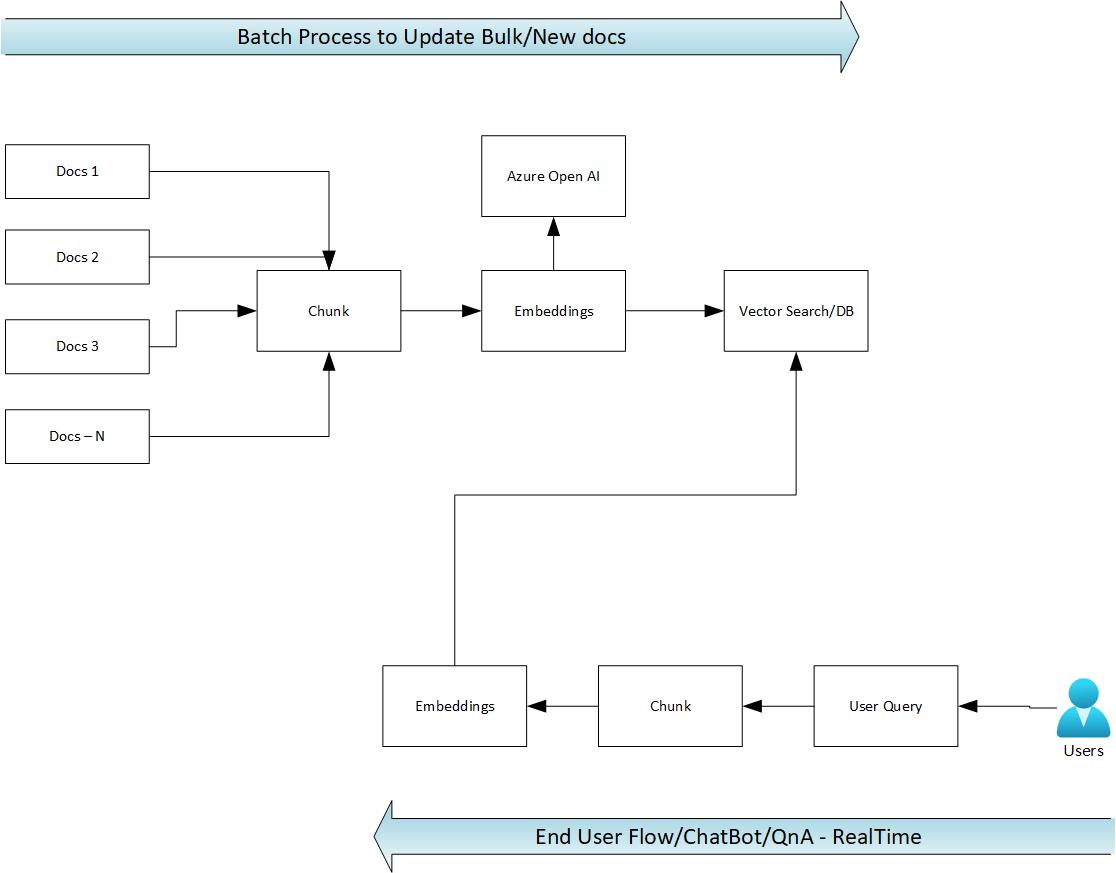 Batch Process to Update Bulk/New docs
Docs 1
Azure Open AI
Docs 2
Chunk
Embeddings
Vector Search/DB
Docs 3
Docs – N
Embeddings
Chunk
User Query
Users
End User Flow/ChatBot/QnA - RealTime